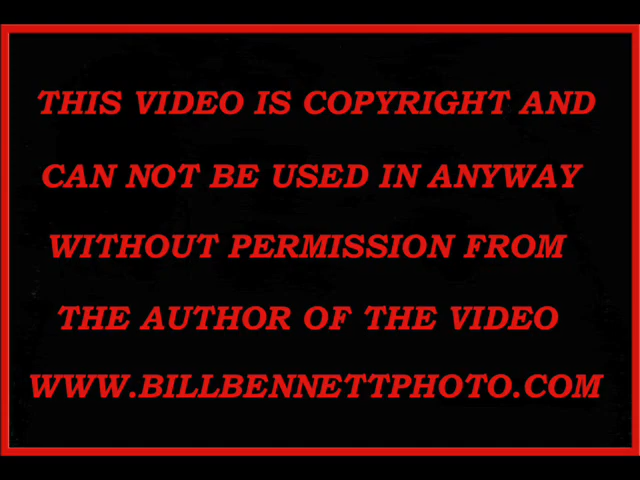 THIS VIDEO IS COPYRIGHT AND
CAN NOT BE USED IN ANYWAY
WITHOUT PERMISSION FROM
THE AUTHOR OF THE VIDEO
WWW.BILLBENNETTPHOTO.COM